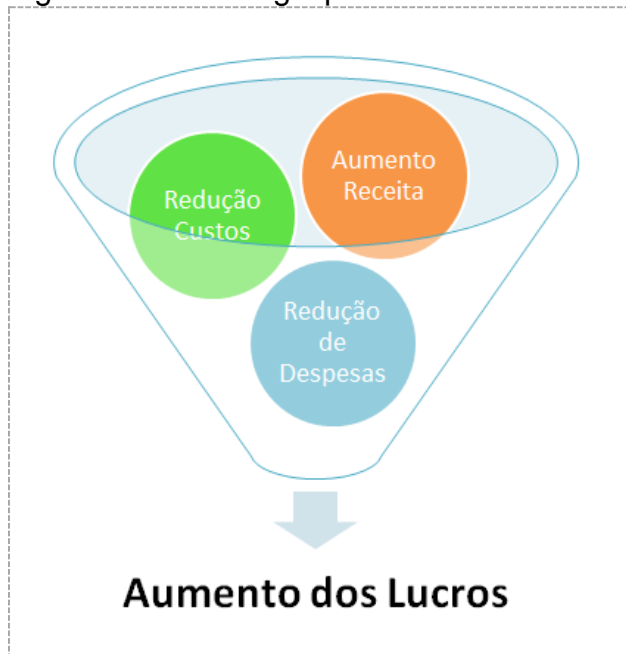 Aumento
Receita
Redução
Custos
Redução
de
Despesas
Aumento dos Lucros